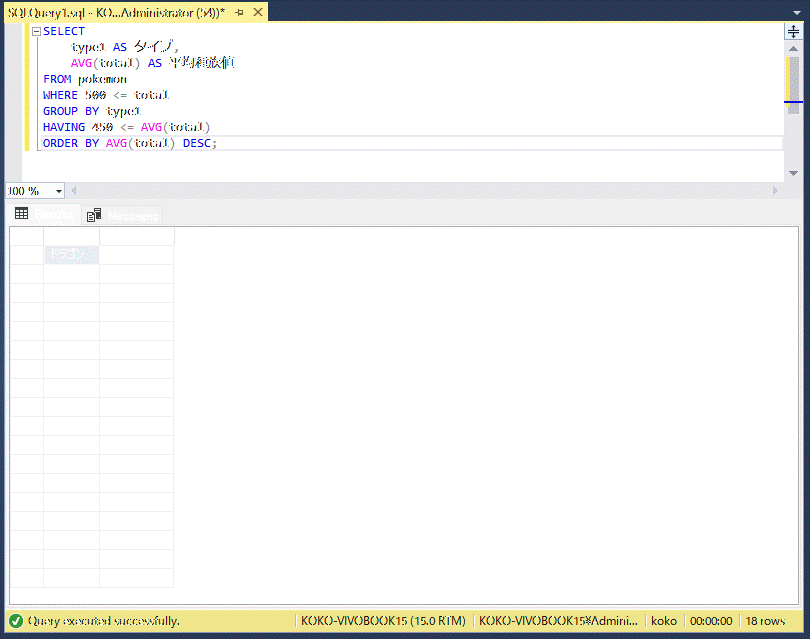 SQLQuery1.sql - KO...Administrator (54))*
SELECT
type1 AS タイプ,
AVG(total) AS 平均種族値
FROM pokemon
WHERE 500 <= total
GROUP BY type1
HAVING 450 <= AVG(total)
ORDER BY AVG(total) DESC;
100 %
Results Messages
ドラゴン
Query executed successfully. KOKO-VIVOBOOK15 (15.0 RTM) KOKO-VIVOBOOK15¥Admini... koko 00:00:00 18 rows